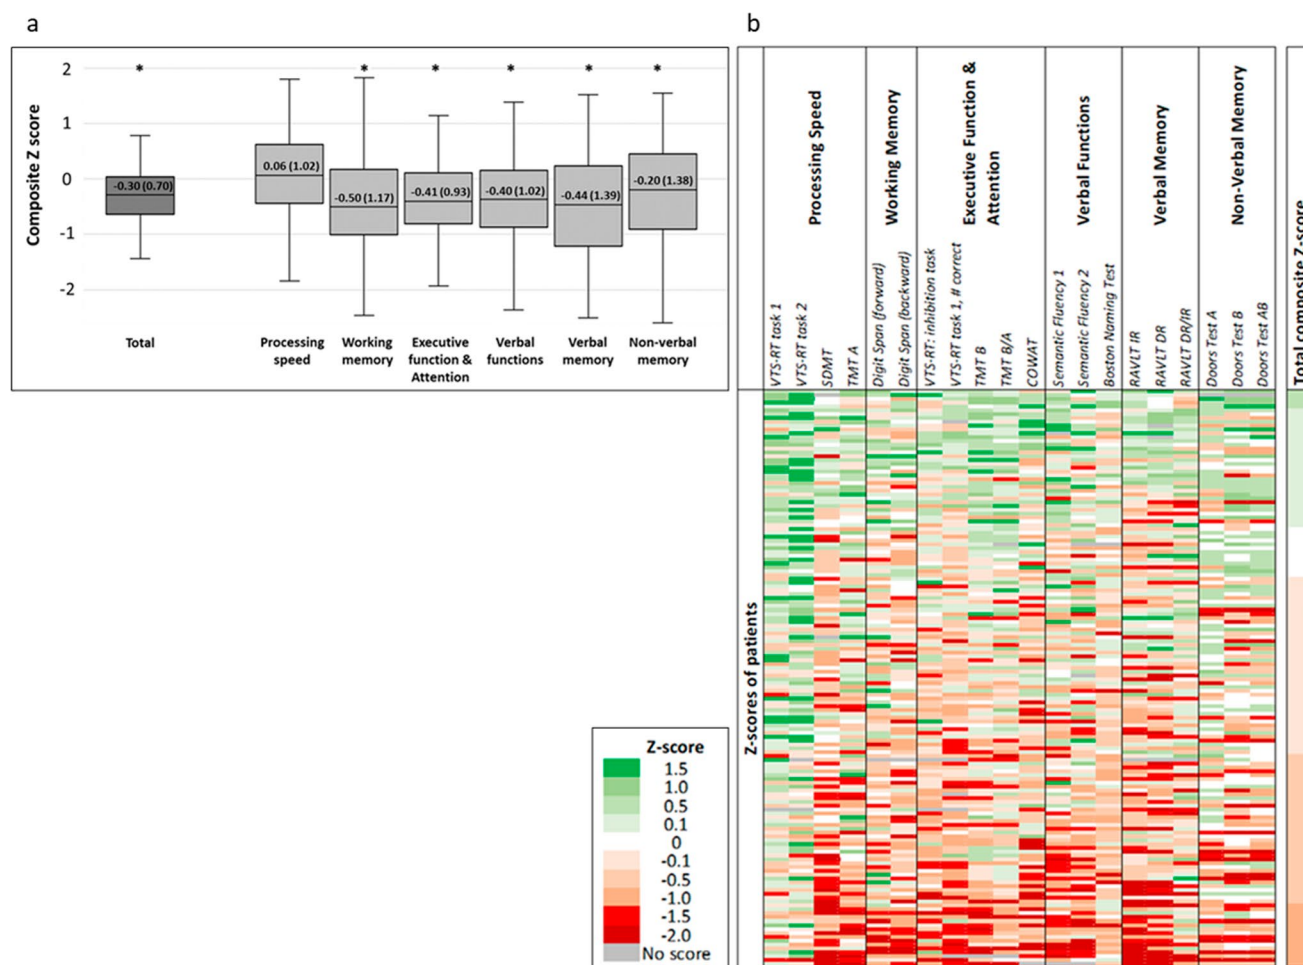 a
b
Composite Z score
2
1
0
-1
-2
*
*
*
*
*
*
-0.30 (0.70)
0.06 (1.02)
-0.50 (1.17)
-0.41 (0.93)
-0.40 (1.02)
-0.44 (1.39)
-0.20 (1.38)
Total
Processing
speed
Working
memory
Executive
function &
Attention
Verbal
functions
Verbal
memory
Non-verbal
memory
Processing Speed
Working Memory
Executive Function &
Attention
Verbal Functions
Verbal Memory
Non-Verbal Memory
VTS-RT task 1
VTS-RT task 2
SDMT
TMT A
Digit Span (forward)
Digit Span (backward)
VTS-RT: inhibition task
VTS-RT task 1, # correct
TMT B
TMT B/A
COWAT
Semantic Fluency 1
Semantic Fluency 2
Boston Naming Test
RAVLT IR
RAVLT DR
RAVLT DR/IR
Doors Test A
Doors Test B
Doors Test AB
Total composite Z-score
Z-scores of patients
Z-score
1.5
1.0
0.5
0.1
0
-0.1
-0.5
-1.0
-1.5
-2.0
No score